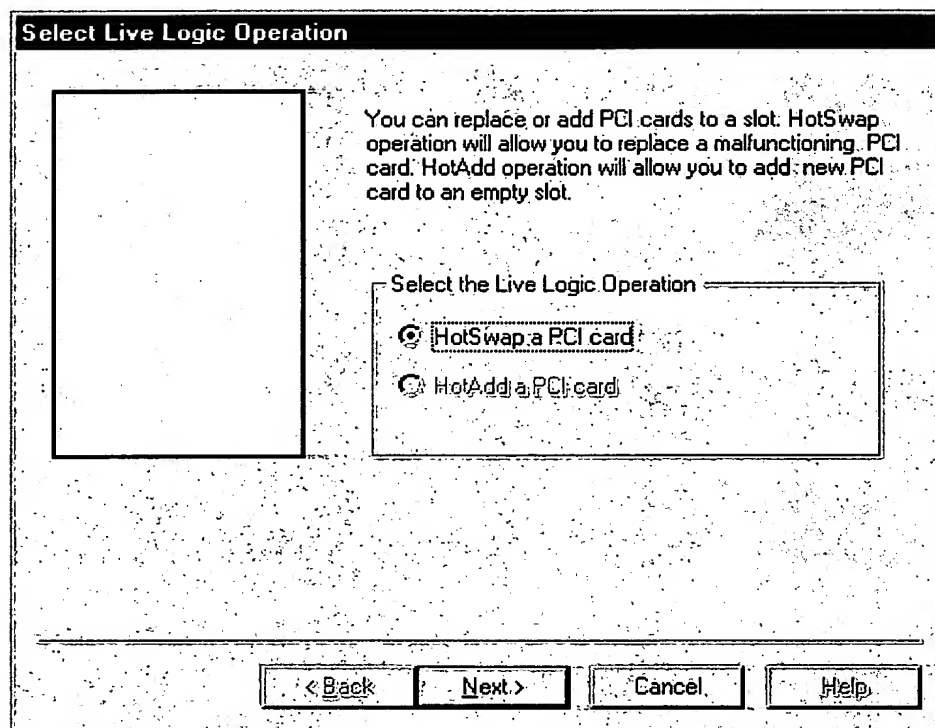 Select Live Logic Operation
You can replace or add PCI cards to a slot. HotSwap
operation will allow you to replace a malfunctioning PCI
card. HotAdd operation will allow you to add new PCI
card to an empty slot.
Select the Live Logic Operation
HotSwap a PCI card
HotAdd a PCI card
< Back Next > Cancel Help